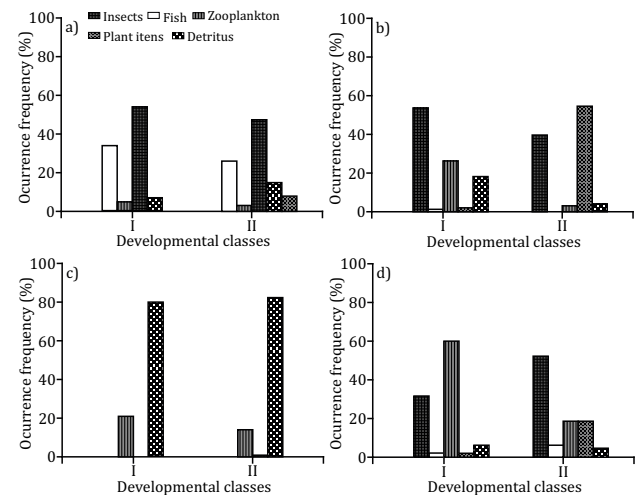 Insects Fish Zooplankton
Plant itens Detritus
a)
100
80
60
40
20
0
Ocurrence frequency (%)
I II
Developmental classes
b)
100
80
60
40
20
0
Ocurrence frequency (%)
I II
Developmental classes
c)
100
80
60
40
20
0
Ocurrence frequency (%)
I II
Developmental classes
d)
100
80
60
40
20
0
Ocurrence frequency (%)
I II
Developmental classes